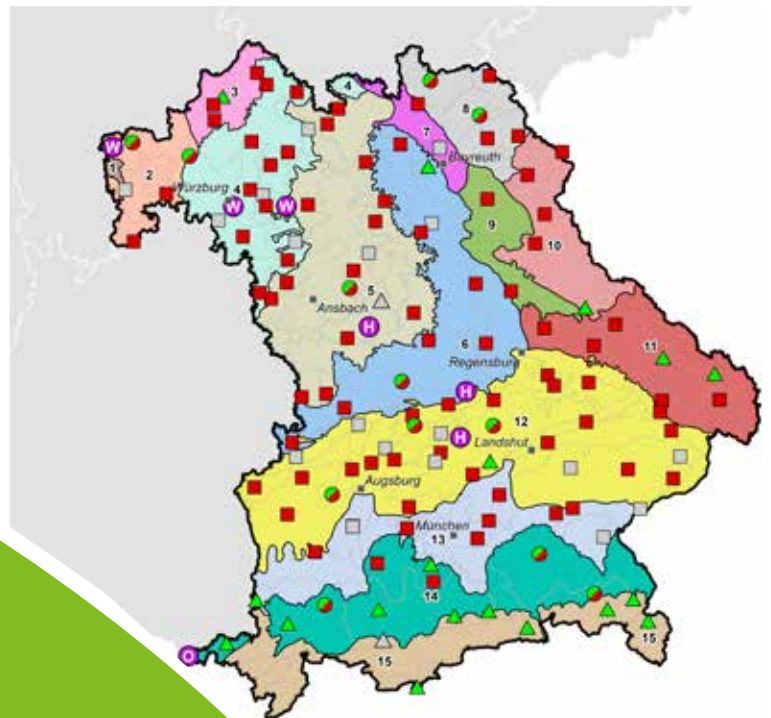 4
3
8
7
W
Bayreuth
1
2
Würzburg
4
W
W
9
10
5
Ansbach
H
6
11
Regensburg
H
12
H
Landshut
Augsburg
München
13
14
15
15
O